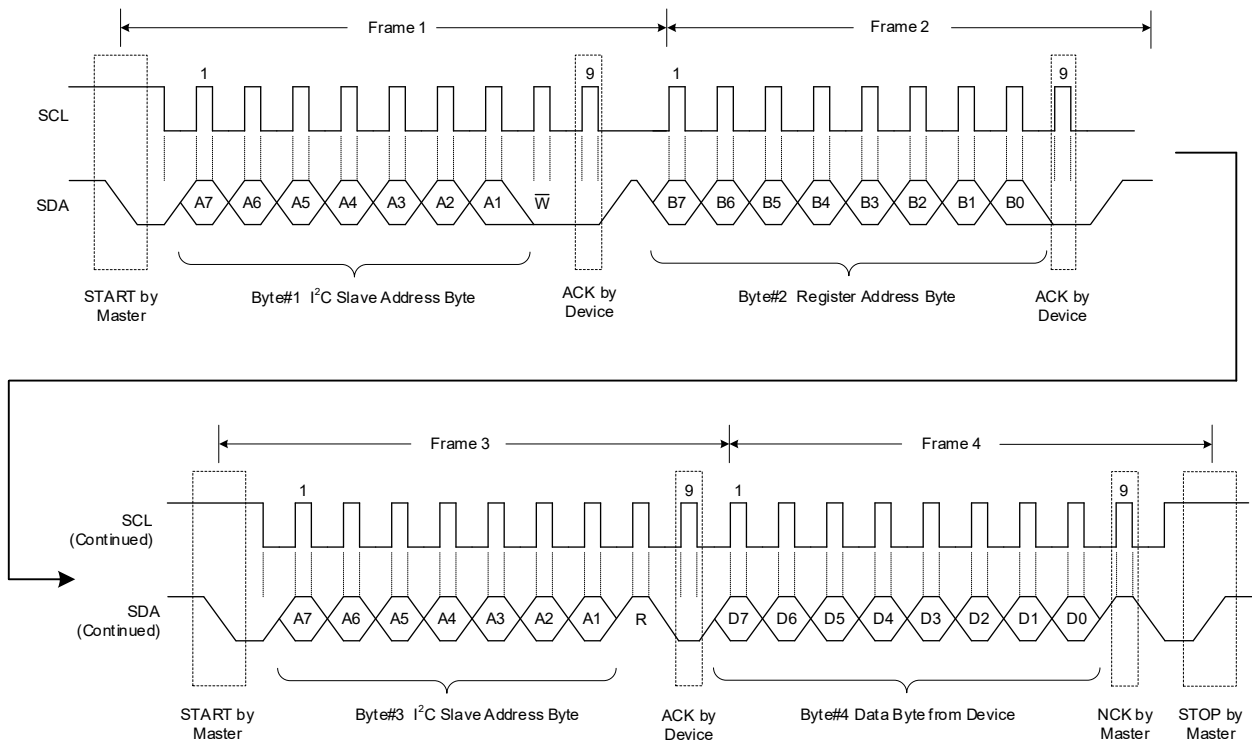 Frame 1 Frame 2
1 9 1 9
SCL
SDA A7 A6 A5 A4 A3 A2 A1 W̅ B7 B6 B5 B4 B3 B2 B1 B0
START by
Master
Byte#1 I²C Slave Address Byte
ACK by
Device
Byte#2 Register Address Byte
ACK by
Device
Frame 3 Frame 4
1 9 1 9
SCL
(Continued)
SDA
(Continued)
A7 A6 A5 A4 A3 A2 A1 R D7 D6 D5 D4 D3 D2 D1 D0
START by
Master
Byte#3 I²C Slave Address Byte
ACK by
Device
Byte#4 Data Byte from Device
NCK by
Master
STOP by
Master